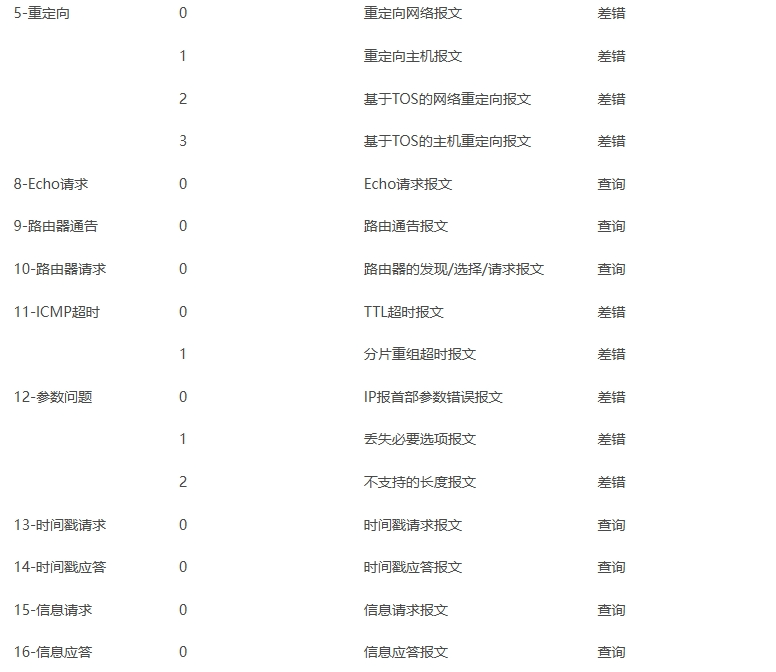 5-重定向 0 重定向网络报文 差错
1 重定向主机报文 差错
2 基于TOS的网络重定向报文 差错
3 基于TOS的主机重定向报文 差错
8-Echo请求 0 Echo请求报文 查询
9-路由器通告 0 路由通告报文 查询
10-路由器请求 0 路由器的发现/选择/请求报文 查询
11-ICMP超时 0 TTL超时报文 差错
1 分片重组超时报文 差错
12-参数问题 0 IP报首部参数错误报文 差错
1 丢失必要选项报文 差错
2 不支持的长度报文 差错
13-时间戳请求 0 时间戳请求报文 查询
14-时间戳应答 0 时间戳应答报文 查询
15-信息请求 0 信息请求报文 查询
16-信息应答 0 信息应答报文 查询